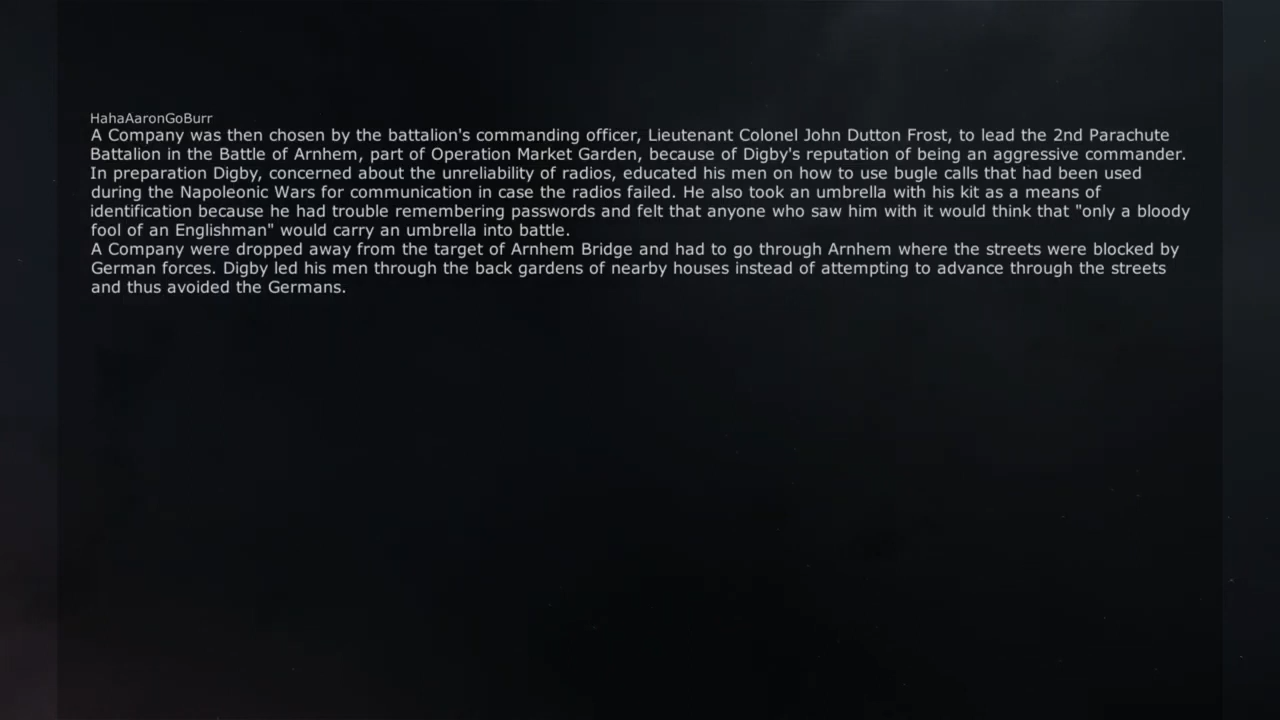 HahaAaronGoBurr
A Company was then chosen by the battalion's commanding officer, Lieutenant Colonel John Dutton Frost, to lead the 2nd Parachute
Battalion in the Battle of Arnhem, part of Operation Market Garden, because of Digby's reputation of being an aggressive commander.
In preparation Digby, concerned about the unreliability of radios, educated his men on how to use bugle calls that had been used
during the Napoleonic Wars for communication in case the radios failed. He also took an umbrella with his kit as a means of
identification because he had trouble remembering passwords and felt that anyone who saw him with it would think that "only a bloody
fool of an Englishman" would carry an umbrella into battle.
A Company were dropped away from the target of Arnhem Bridge and had to go through Arnhem where the streets were blocked by
German forces. Digby led his men through the back gardens of nearby houses instead of attempting to advance through the streets
and thus avoided the Germans.